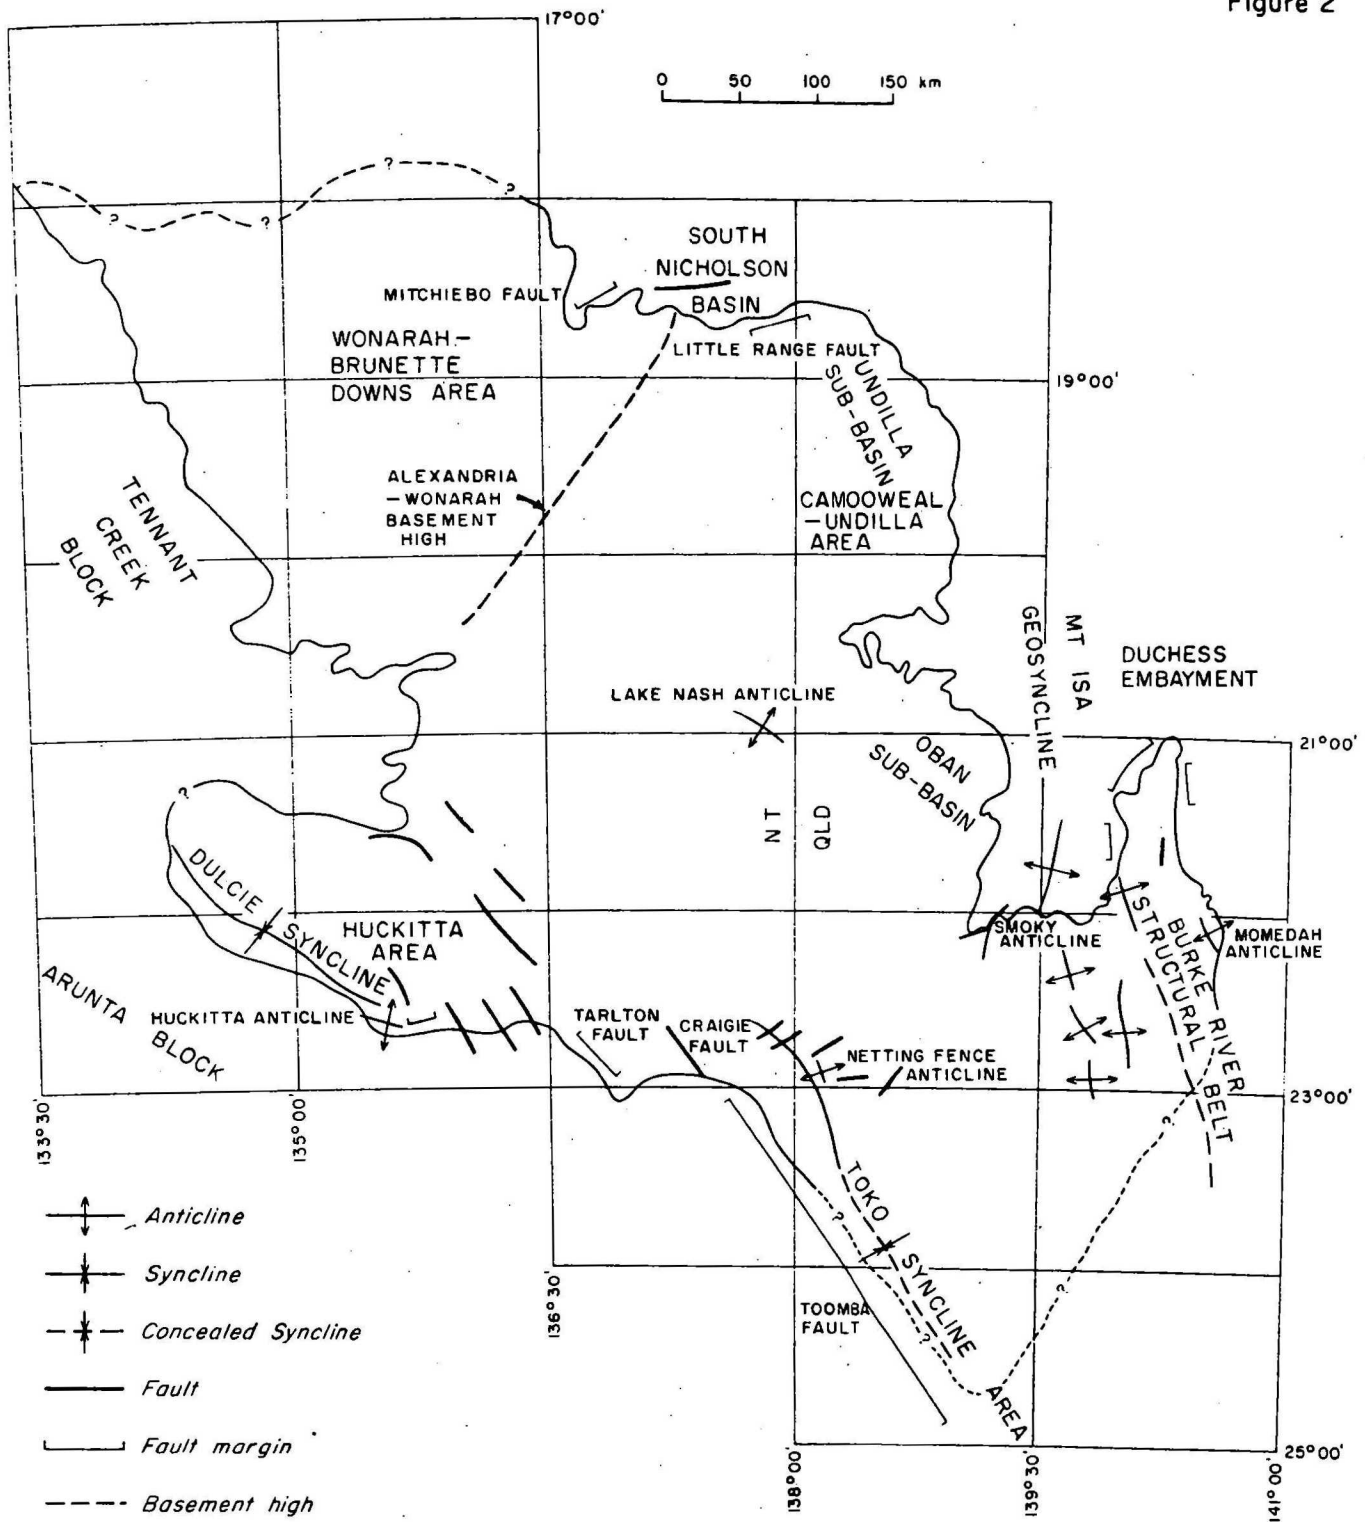 Figure 2
17°00'
0 50 100 150 km
?
?
?
?
SOUTH
NICHOLSON
BASIN
MITCHIEBO FAULT
WONARAH-
BRUNETTE
DOWNS AREA
LITTLE RANGE FAULT
19°00'
UNDILLA
SUB-BASIN
ALEXANDRIA
-WONARAH
BASEMENT
HIGH
CAMOOWEAL
-UNDILLA
AREA
TENNANT
CREEK
BLOCK
MT ISA
GEOSYNCLINE
DUCHESS
EMBAYMENT
LAKE NASH ANTICLINE
21°00'
OBAN
SUB-BASIN
?
NT
QLD
DULCIE SYNCLINE
HUCKITTA
AREA
SMOKY
ANTICLINE
BURKE RIVER
STRUCTURAL BELT
MOMEDAH
ANTICLINE
ARUNTA
BLOCK
HUCKITTA ANTICLINE
TARLTON
FAULT
CRAIGIE
FAULT
NETTING FENCE
ANTICLINE
23°00'
133°30'
135°00'
?
TOKO SYNCLINE
?
?
?
AREA
136°30'
TOOMBA
FAULT
138°00'
139°30'
141°00'
25°00'
Anticline
Syncline
Concealed Syncline
Fault
Fault margin
Basement high